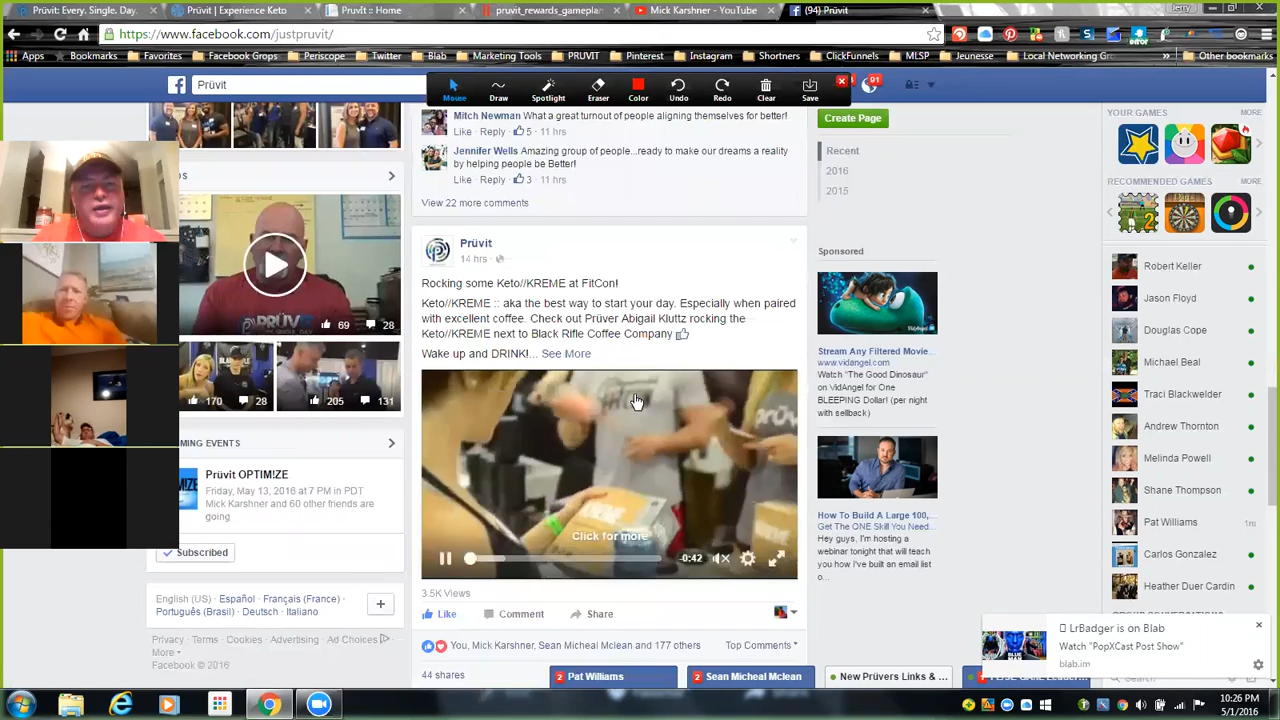 Prüvit: Every. Single. Day.
Prüvit | Experience Keto
PruvIt :: Home
pruvit_rewards_gameplan
Mick Karshner - YouTube
(94) Prüvit
Jerry
https://www.facebook.com/justpruvit/
Apps Bookmarks Favorites Facebook Grops Periscope Twitter Blab Marketing Tools PRUVIT Pinterest Instagram Shortners ClickFunnels MLSP Jeunesse Local Marketing Gro Other bookmarks
Prüvit
Mouse Draw Spotlight Eraser Color Undo Redo Clear Save
91
Mitch Newman What a great turnout of people aligning themselves for better!
Like · Reply · 5 · 11 hrs
Jennifer Wells Amazing group of people...ready to make our dreams a reality
by helping people be Better!
Like · Reply · 3 · 11 hrs
View 22 more comments
Create Page
Recent
2016
2015
69 28
170 28
205 131
MING EVENTS
Prüvit OPTIM!ZE
Friday, May 13, 2016 at 7 PM in PDT
Mick Karshner and 60 other friends are
going
Subscribed
English (US) · Español · Français (France) ·
Português (Brasil) · Deutsch · Italiano
Privacy · Terms · Cookies · Advertising · Ad Choices
More
Facebook © 2016
Prüvit
14 hrs ·
Rocking some Keto//KREME at FitCon!
Keto//KREME :: aka the best way to start your day. Especially when paired
with excellent coffee. Check out Prüver Abigail Kluttz rocking the
Keto//KREME next to Black Rifle Coffee Company
Wake up and DRINK!... See More
Click for more
-0:42
3.5K Views
Like Comment Share
You, Mick Karshner, Sean Micheal Mclean and 177 others
Top Comments
44 shares
Sponsored
Stream Any Filtered Movie...
www.vidangel.com
Watch "The Good Dinosaur"
on VidAngel for One
BLEEPING Dollar! (per night
with sellback)
How To Build A Large 100,...
Get The ONE Skill You Need...
Hey guys, I'm hosting a
webinar tonight that will
teach you how I've built an email list
o...
YOUR GAMES MORE
RECOMMENDED GAMES MORE
Robert Keller
Jason Floyd
Douglas Cope
Michael Beal
Traci Blackwelder
Andrew Thornton
Melinda Powell
Shane Thompson
Pat Williams 1m
Carlos Gonzalez
Heather Duer Cardin
GROUP CONVERSATIONS
LrBadger is on Blab
Watch "PopXCast Post Show"
blab.im
2 Pat Williams
2 Sean Micheal Mclean
New Prüvers Links & ...
Search
10:26 PM
5/1/2016